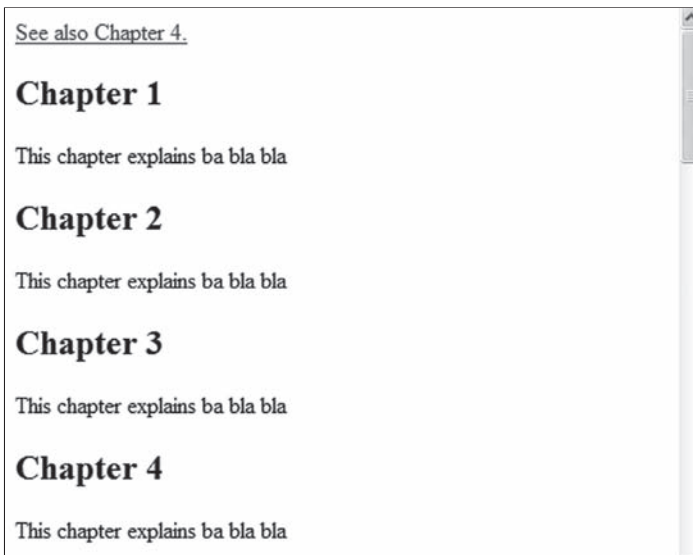 See also Chapter 4.
Chapter 1
This chapter explains ba bla bla
Chapter 2
This chapter explains ba bla bla
Chapter 3
This chapter explains ba bla bla
Chapter 4
This chapter explains ba bla bla